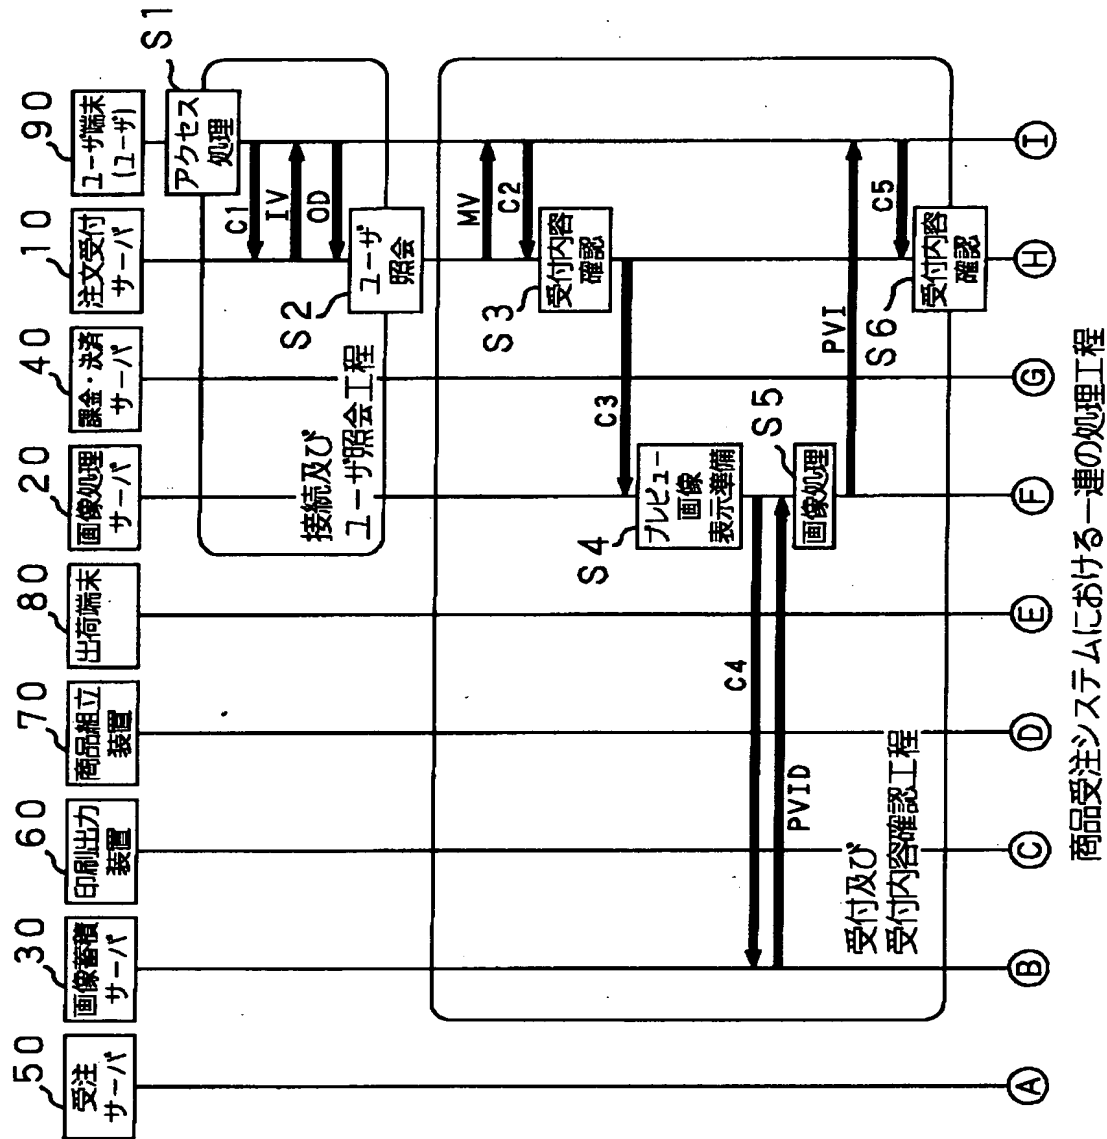 50
受注
サーバ
30
画像蓄積
サーバ
60
印刷出力
装置
70
商品組立
装置
80
出荷端末
20
画像処理
サーバ
40
課金・決済
サーバ
10
注文受付
サーバ
90
ユーザ端末
(ユーザ)
アクセス
処理
S1
C1
IV
OD
ユーザ
照会
S2
接続及び
ユーザ照会工程
MV
C2
受付内容
確認
S3
C3
プレビュー
画像
表示準備
S4
C4
PVID
画像処理
S5
PVI
C5
受付内容
確認
S6
受付及び
受付内容確認工程
A
B
C
D
E
F
G
H
I
商品受注システムにおける一連の処理工程